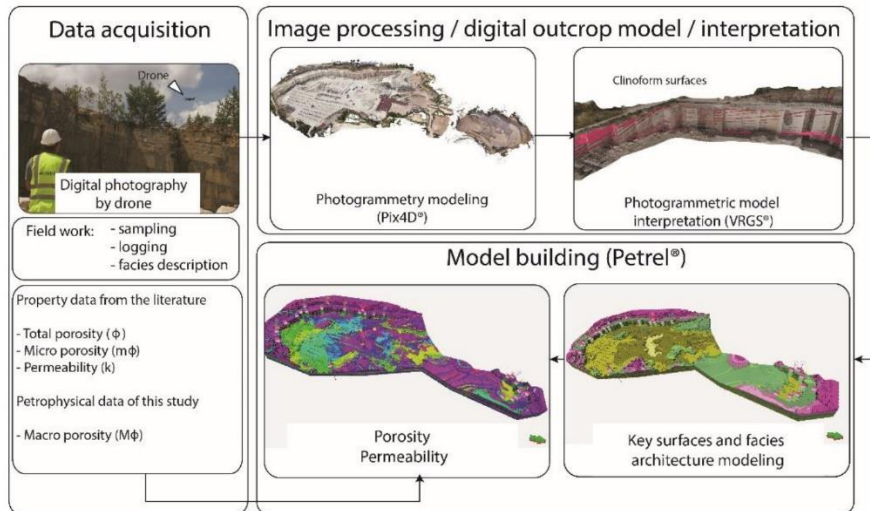 Data acquisition
Drone
Digital photography
by drone
Field work: - sampling
- logging
- facies description
Property data from the literature
- Total porosity (ϕ)
- Micro porosity (mϕ)
- Permeability (k)
Petrophysical data of this study
- Macro porosity (Mϕ)
Image processing / digital outcrop model / interpretation
Photogrammetry modeling
(Pix4D®)
Clinoform surfaces
Photogrammetric model
interpretation (VRGS®)
Model building (Petrel®)
Porosity
Permeability
Key surfaces and facies
architecture modeling